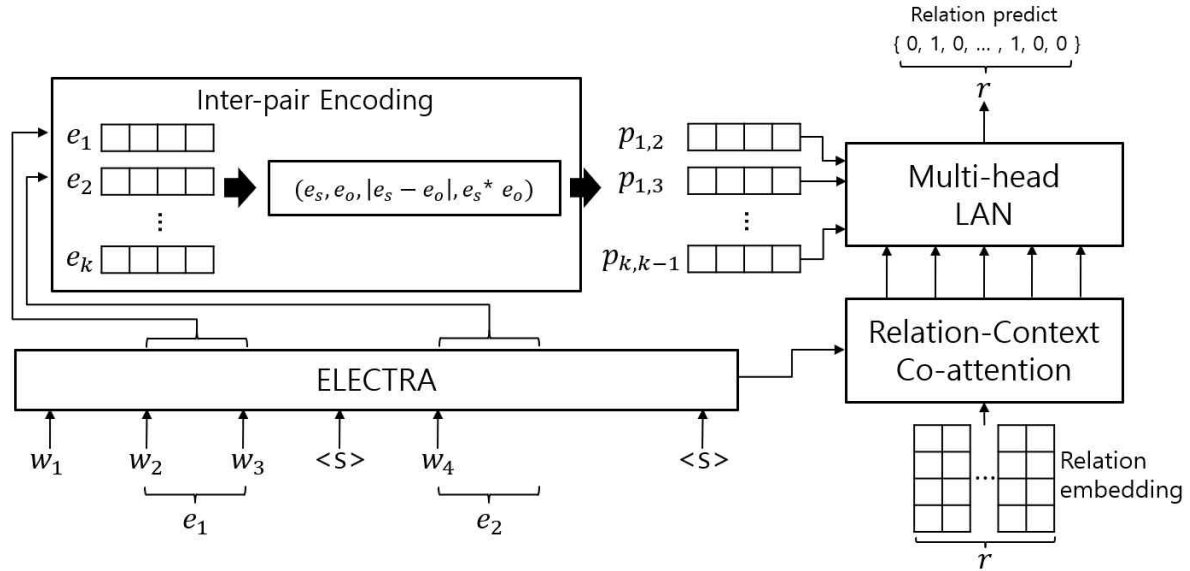 Relation predict
{ 0, 1, 0, ... , 1, 0, 0 }
r
Inter-pair Encoding
e₁
e₂
⋮
eₖ
(eₛ, eₒ, |eₛ − eₒ|, eₛ* eₒ)
p₁,₂
p₁,₃
⋮
pₖ,ₖ₋₁
Multi-head
LAN
Relation-Context
Co-attention
ELECTRA
w₁ w₂ w₃ <s> w₄ <s>
e₁ e₂
...
Relation
embedding
r